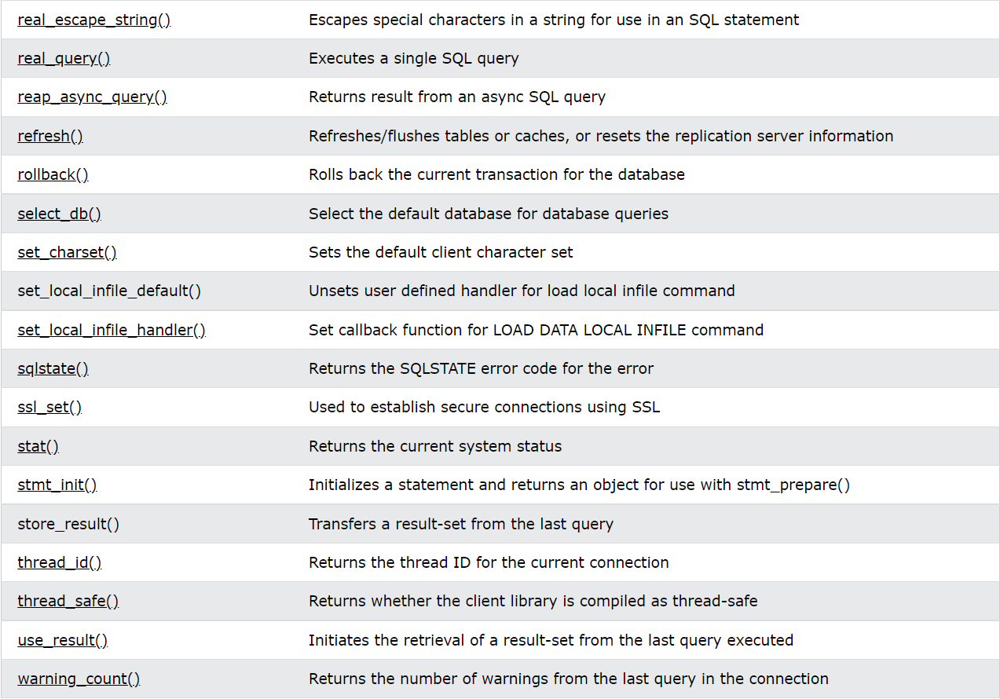 real_escape_string() Escapes special characters in a string for use in an SQL statement
real_query() Executes a single SQL query
reap_async_query() Returns result from an async SQL query
refresh() Refreshes/flushes tables or caches, or resets the replication server information
rollback() Rolls back the current transaction for the database
select_db() Select the default database for database queries
set_charset() Sets the default client character set
set_local_infile_default() Unsets user defined handler for load local infile command
set_local_infile_handler() Set callback function for LOAD DATA LOCAL INFILE command
sqlstate() Returns the SQLSTATE error code for the error
ssl_set() Used to establish secure connections using SSL
stat() Returns the current system status
stmt_init() Initializes a statement and returns an object for use with stmt_prepare()
store_result() Transfers a result-set from the last query
thread_id() Returns the thread ID for the current connection
thread_safe() Returns whether the client library is compiled as thread-safe
use_result() Initiates the retrieval of a result-set from the last query executed
warning_count() Returns the number of warnings from the last query in the connection